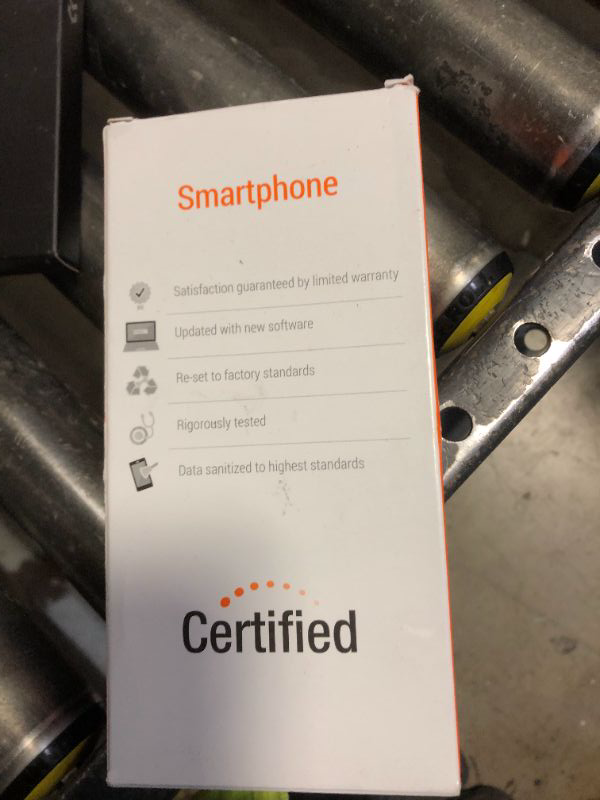 Smartphone
Satisfaction guaranteed by limited warranty
Updated with new software
Re-set to factory standards
Rigorously tested
Data sanitized to highest standards
Certified